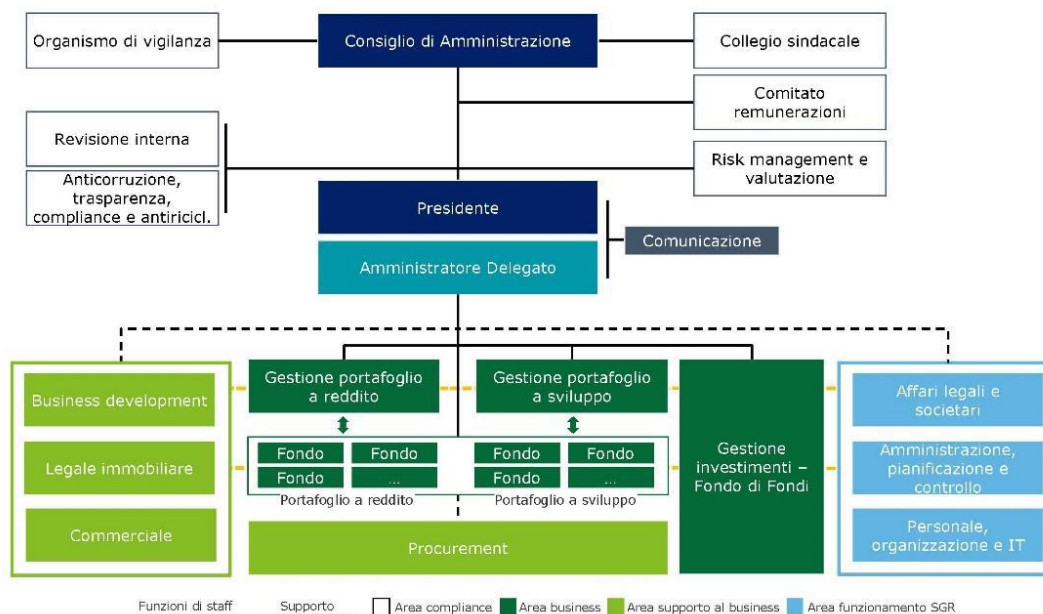 Organismo di vigilanza
Consiglio di Amministrazione
Collegio sindacale
Comitato
remunerazioni
Revisione interna
Risk management e
valutazione
Anticorruzione,
trasparenza,
compliance e antiricicl.
Presidente
Comunicazione
Amministratore Delegato
Business development
Legale immobiliare
Commerciale
Gestione portafoglio
a reddito
Fondo
Fondo
Fondo
...
Portafoglio a reddito
Gestione portafoglio
a sviluppo
Fondo
Fondo
Fondo
...
Portafoglio a sviluppo
Procurement
Gestione
investimenti –
Fondo di Fondi
Affari legali e
societari
Amministrazione,
pianificazione e
controllo
Personale,
organizzazione e IT
Funzioni di staff
Supporto
Area compliance
Area business
Area supporto al business
Area funzionamento SGR